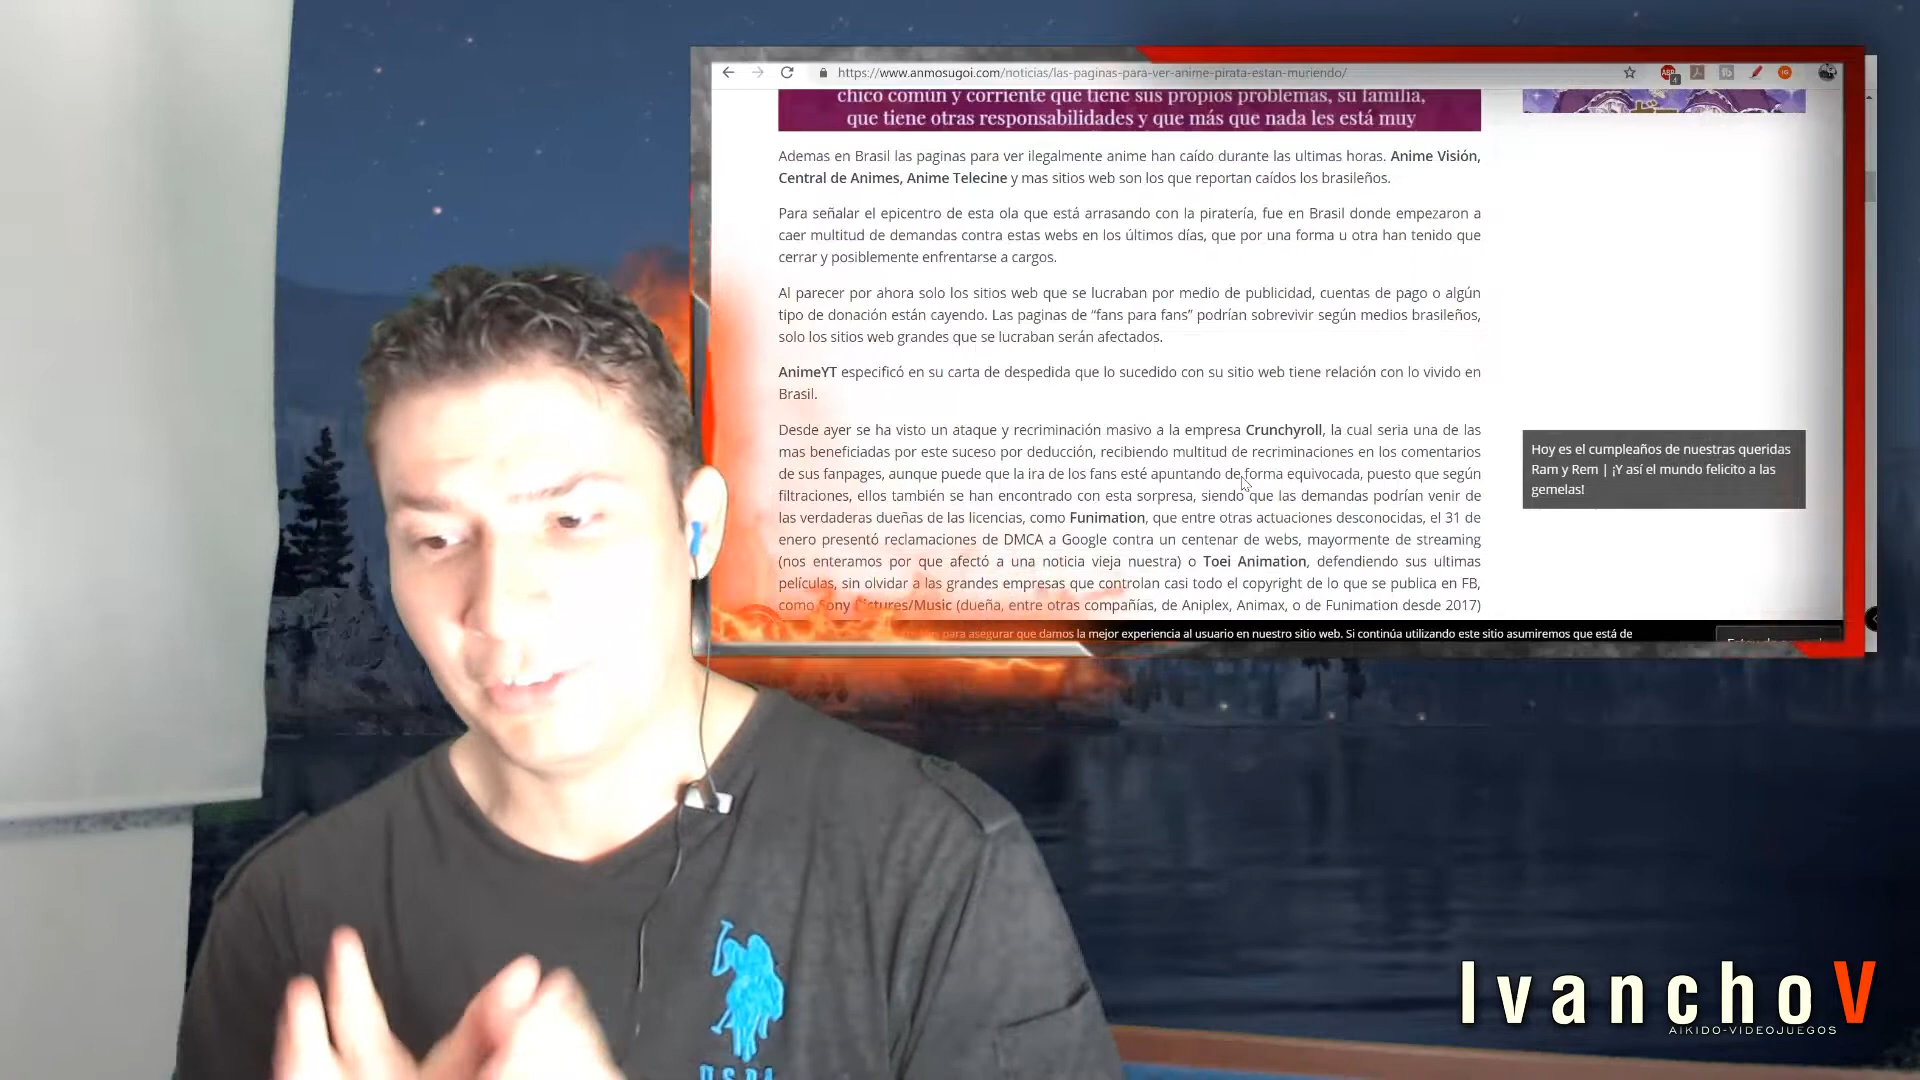 https://www.anmosugoi.com/noticias/las-paginas-para-ver-anime-pirata-estan-muriendo/
chico común y corriente que tiene sus propios problemas, su familia,
que tiene otras responsabilidades y que más que nada les está muy
Ademas en Brasil las paginas para ver ilegalmente anime han caído durante las ultimas horas. Anime Visión,
Central de Animes, Anime Telecine y mas sitios web son los que reportan caídos los brasileños.
Para señalar el epicentro de esta ola que está arrasando con la piratería, fue en Brasil donde empezaron a
caer multitud de demandas contra estas webs en los últimos días, que por una forma u otra han tenido que
cerrar y posiblemente enfrentarse a cargos.
Al parecer por ahora solo los sitios web que se lucraban por medio de publicidad, cuentas de pago o algún
tipo de donación están cayendo. Las paginas de “fans para fans” podrían sobrevivir según medios brasileños,
solo los sitios web grandes que se lucraban serán afectados.
AnimeYT especificó en su carta de despedida que lo sucedido con su sitio web tiene relación con lo vivido en
Brasil.
Desde ayer se ha visto un ataque y recriminación masivo a la empresa Crunchyroll, la cual seria una de las
mas beneficiadas por este suceso por deducción, recibiendo multitud de recriminaciones en los comentarios
de sus fanpages, aunque puede que la ira de los fans esté apuntando de forma equivocada, puesto que según
filtraciones, ellos también se han encontrado con esta sorpresa, siendo que las demandas podrían venir de
las verdaderas dueñas de las licencias, como Funimation, que entre otras actuaciones desconocidas, el 31 de
enero presentó reclamaciones de DMCA a Google contra un centenar de webs, mayormente de streaming
(nos enteramos por que afectó a una noticia vieja nuestra) o Toei Animation, defendiendo sus ultimas
películas, sin olvidar a las grandes empresas que controlan casi todo el copyright de lo que se publica en FB,
como Sony Pictures/Music (dueña, entre otras compañías, de Aniplex, Animax, o de Funimation desde 2017)
para asegurar que damos la mejor experiencia al usuario en nuestro sitio web. Si continúa utilizando este sitio asumiremos que está de
Hoy es el cumpleaños de nuestras queridas
Ram y Rem | ¡Y así el mundo felicito a las
gemelas!
IvanchoV
AIKIDO-VIDEOJUEGOS